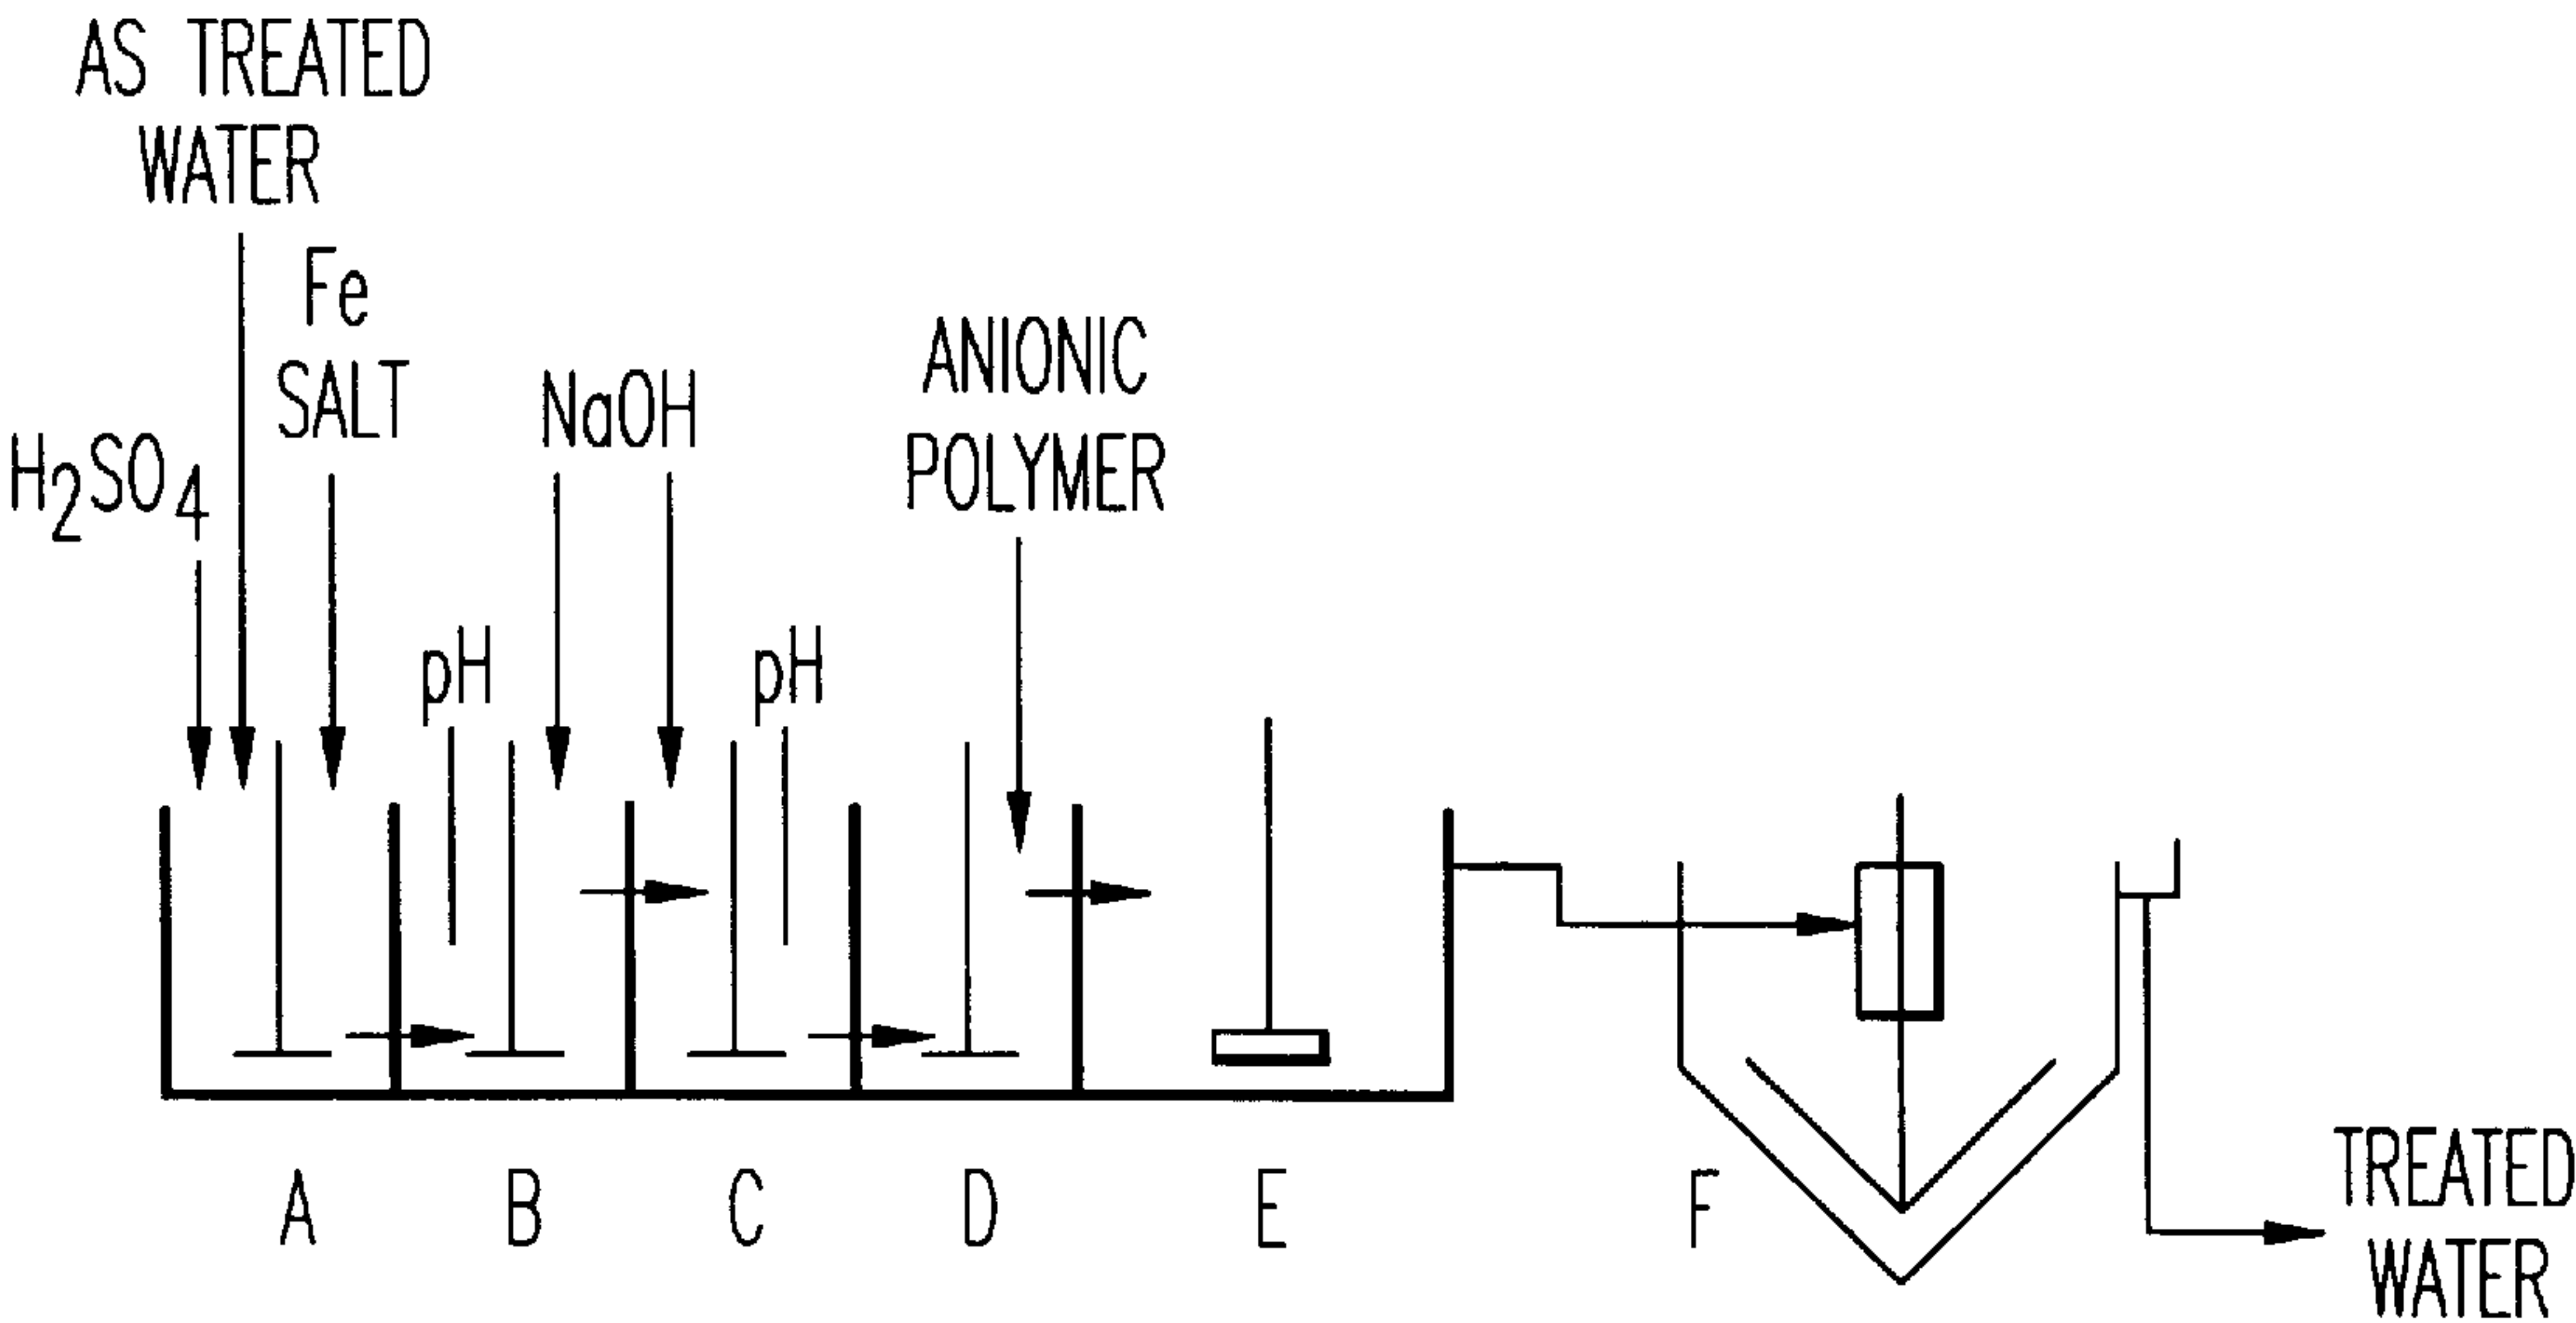 AS TREATED
WATER
Fe
SALT
H₂SO₄
NaOH
ANIONIC
POLYMER
pH
pH
A
B
C
D
E
F
TREATED
WATER